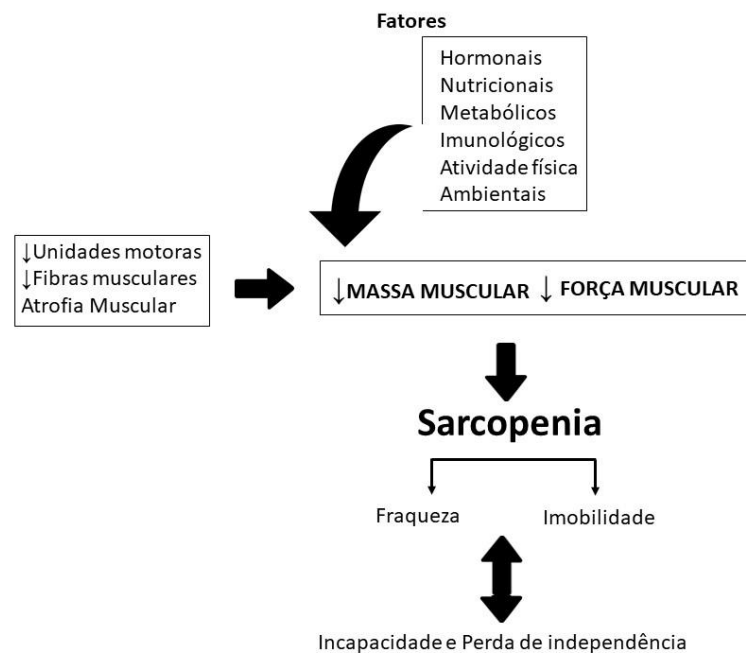 Fatores
Hormonais
Nutricionais
Metabólicos
Imunológicos
Atividade física
Ambientais
↓Unidades motoras
↓Fibras musculares
Atrofia Muscular
↓MASSA MUSCULAR ↓ FORÇA MUSCULAR
Sarcopenia
Fraqueza
Imobilidade
Incapacidade e Perda de independência